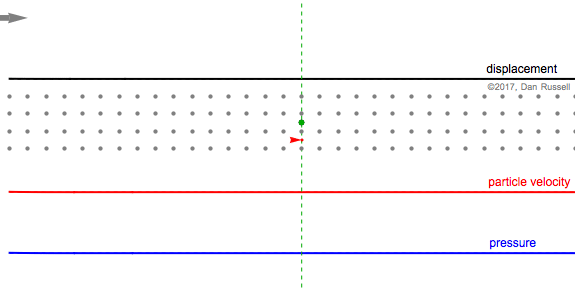 displacement
©2017, Dan Russell
particle velocity
pressure